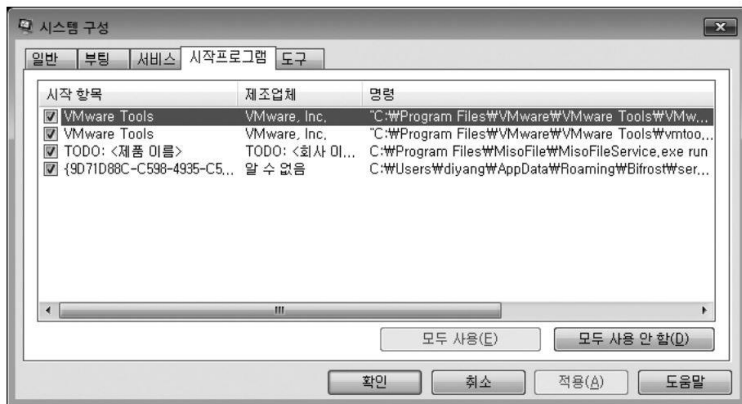 시스템 구성
일반 부팅 서비스 시작프로그램 도구
시작 항목 제조업체 명령
VMware Tools VMware, Inc. "C:₩Program Files₩VMware₩VMware Tools₩VMw...
VMware Tools VMware, Inc. "C:₩Program Files₩VMware₩VMware Tools₩vmtoo...
TODO: <제품 이름> TODO: <회사 이... C:₩Program Files₩MisoFile₩MisoFileService.exe run
{9D71D88C-C598-4935-C5... 알 수 없음 C:₩Users₩diyang₩AppData₩Roaming₩Bifrost₩ser...
모두 사용(E) 모두 사용 안 함(D)
확인 취소 적용(A) 도움말